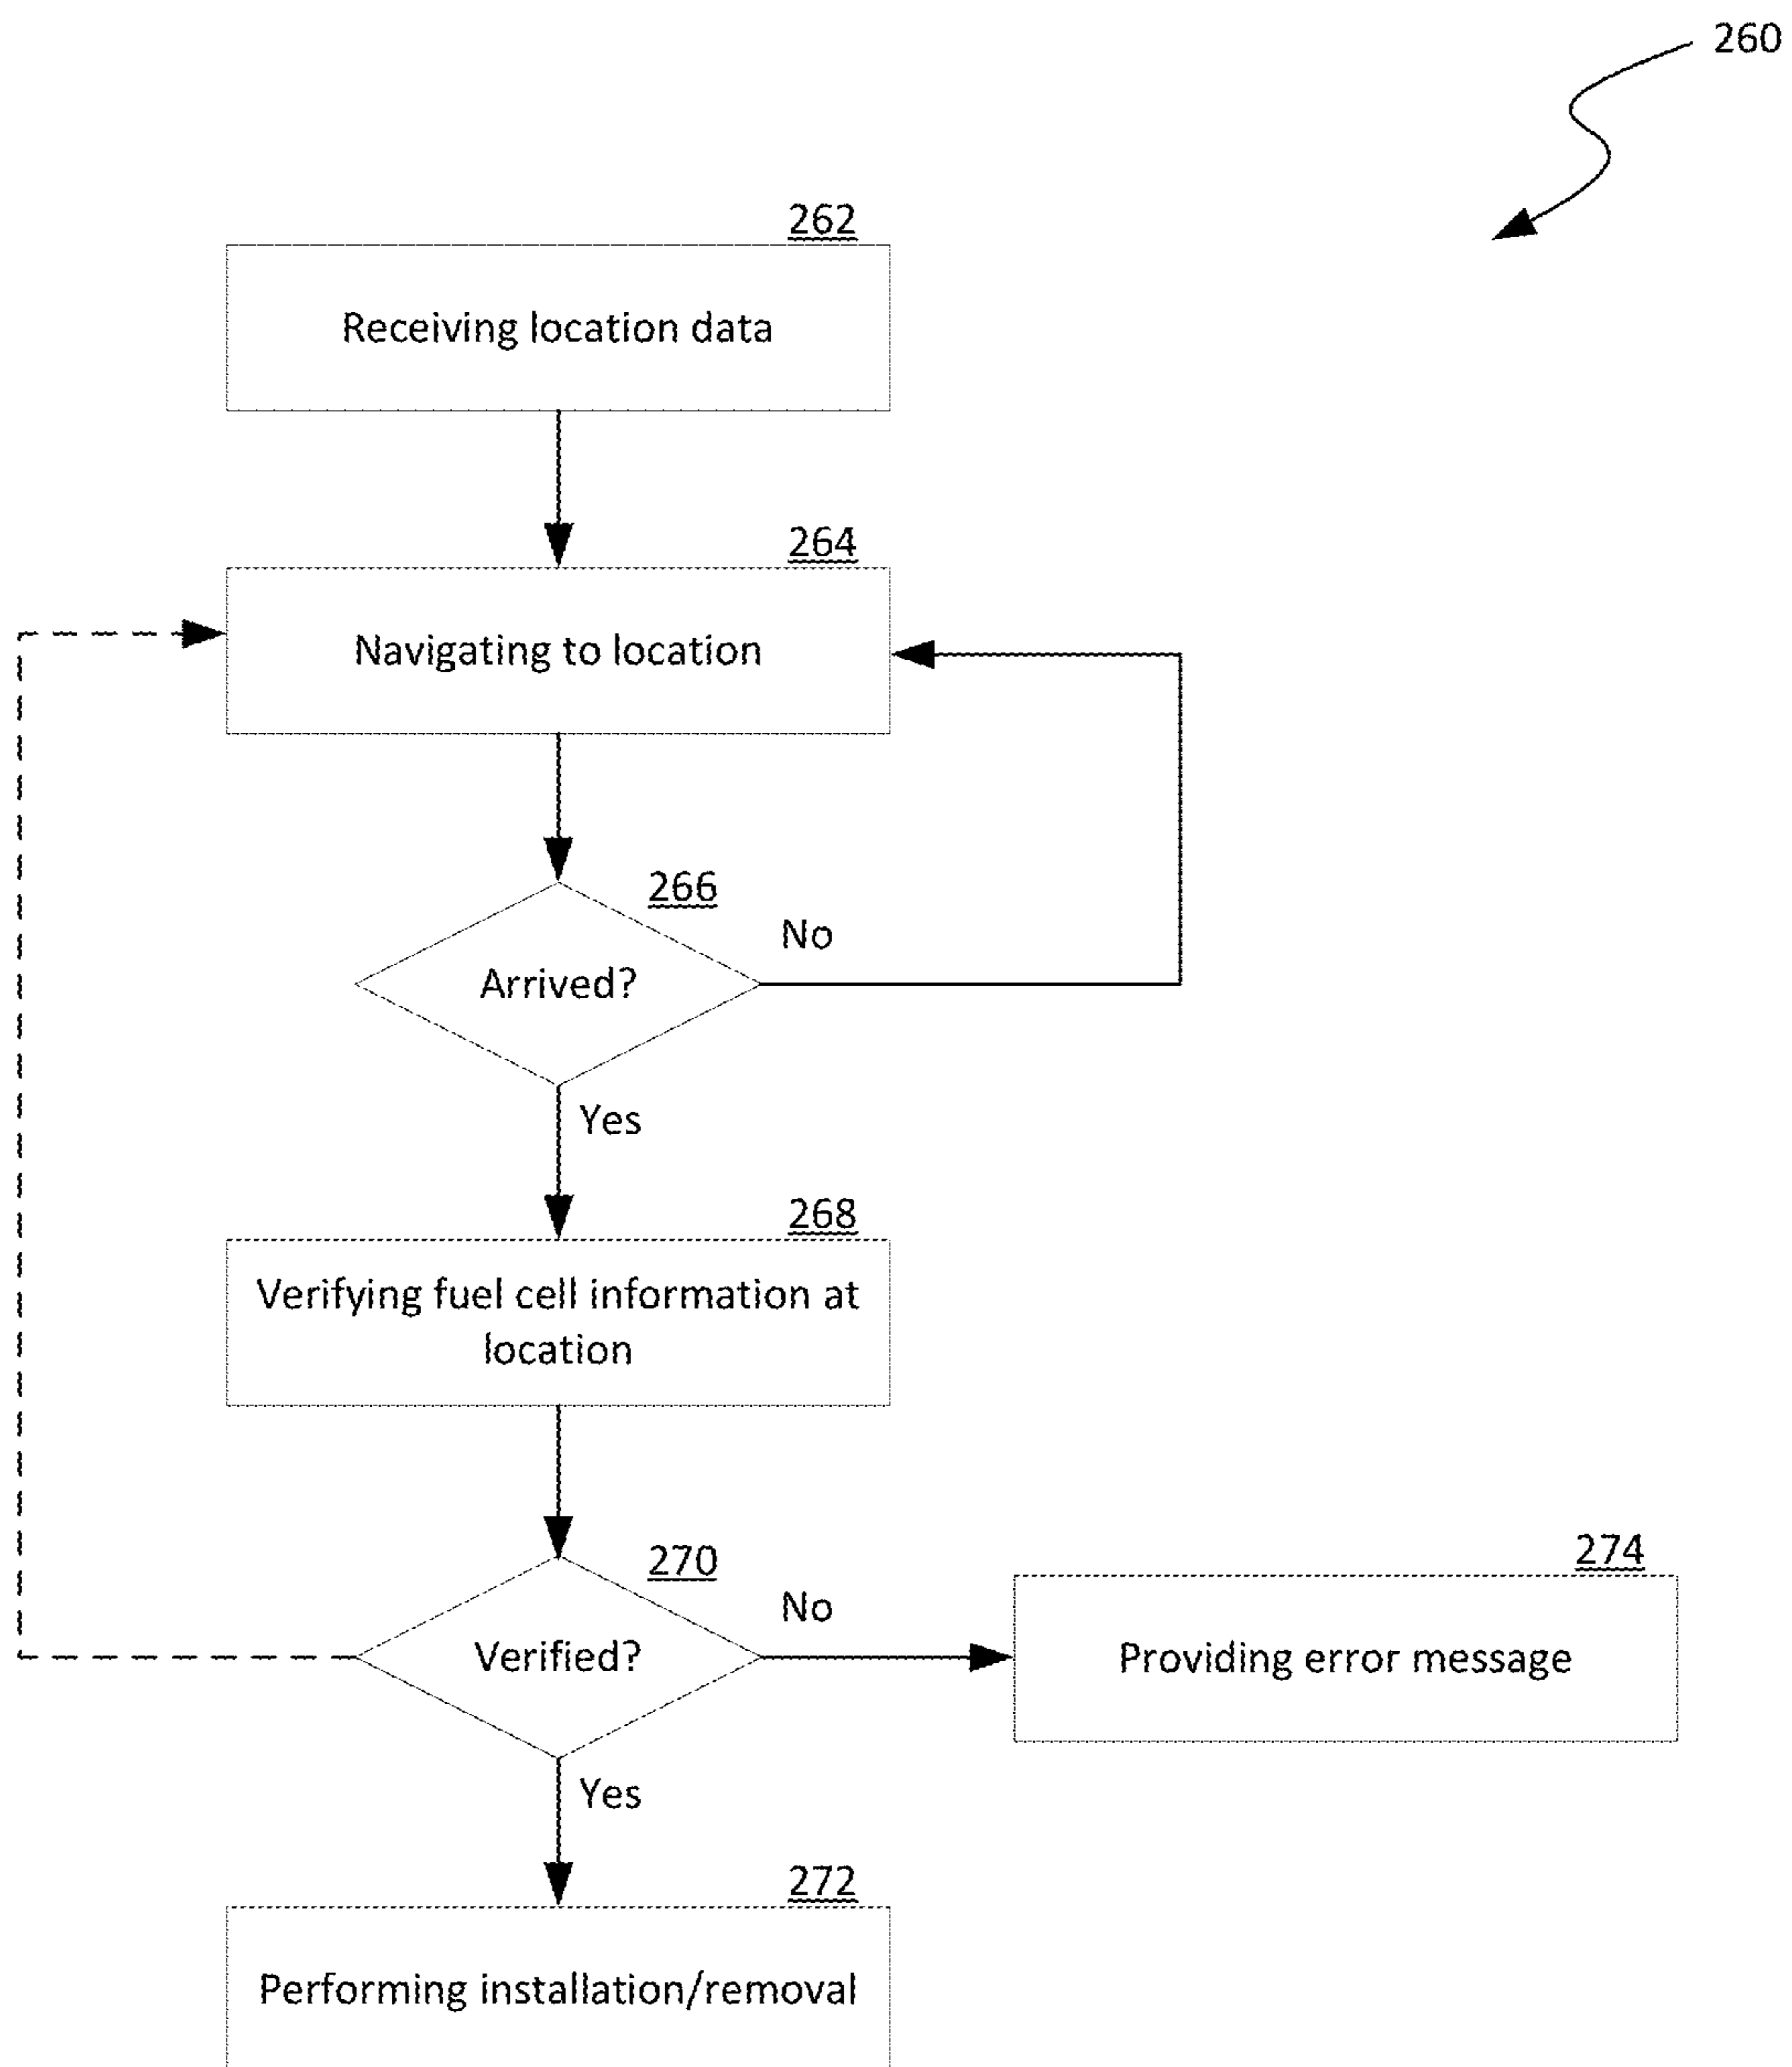 260
262
Receiving location data
264
Navigating to location
266
No
Arrived?
Yes
268
Verifying fuel cell information at
location
270
No
Verified?
274
Providing error message
Yes
272
Performing installation/removal